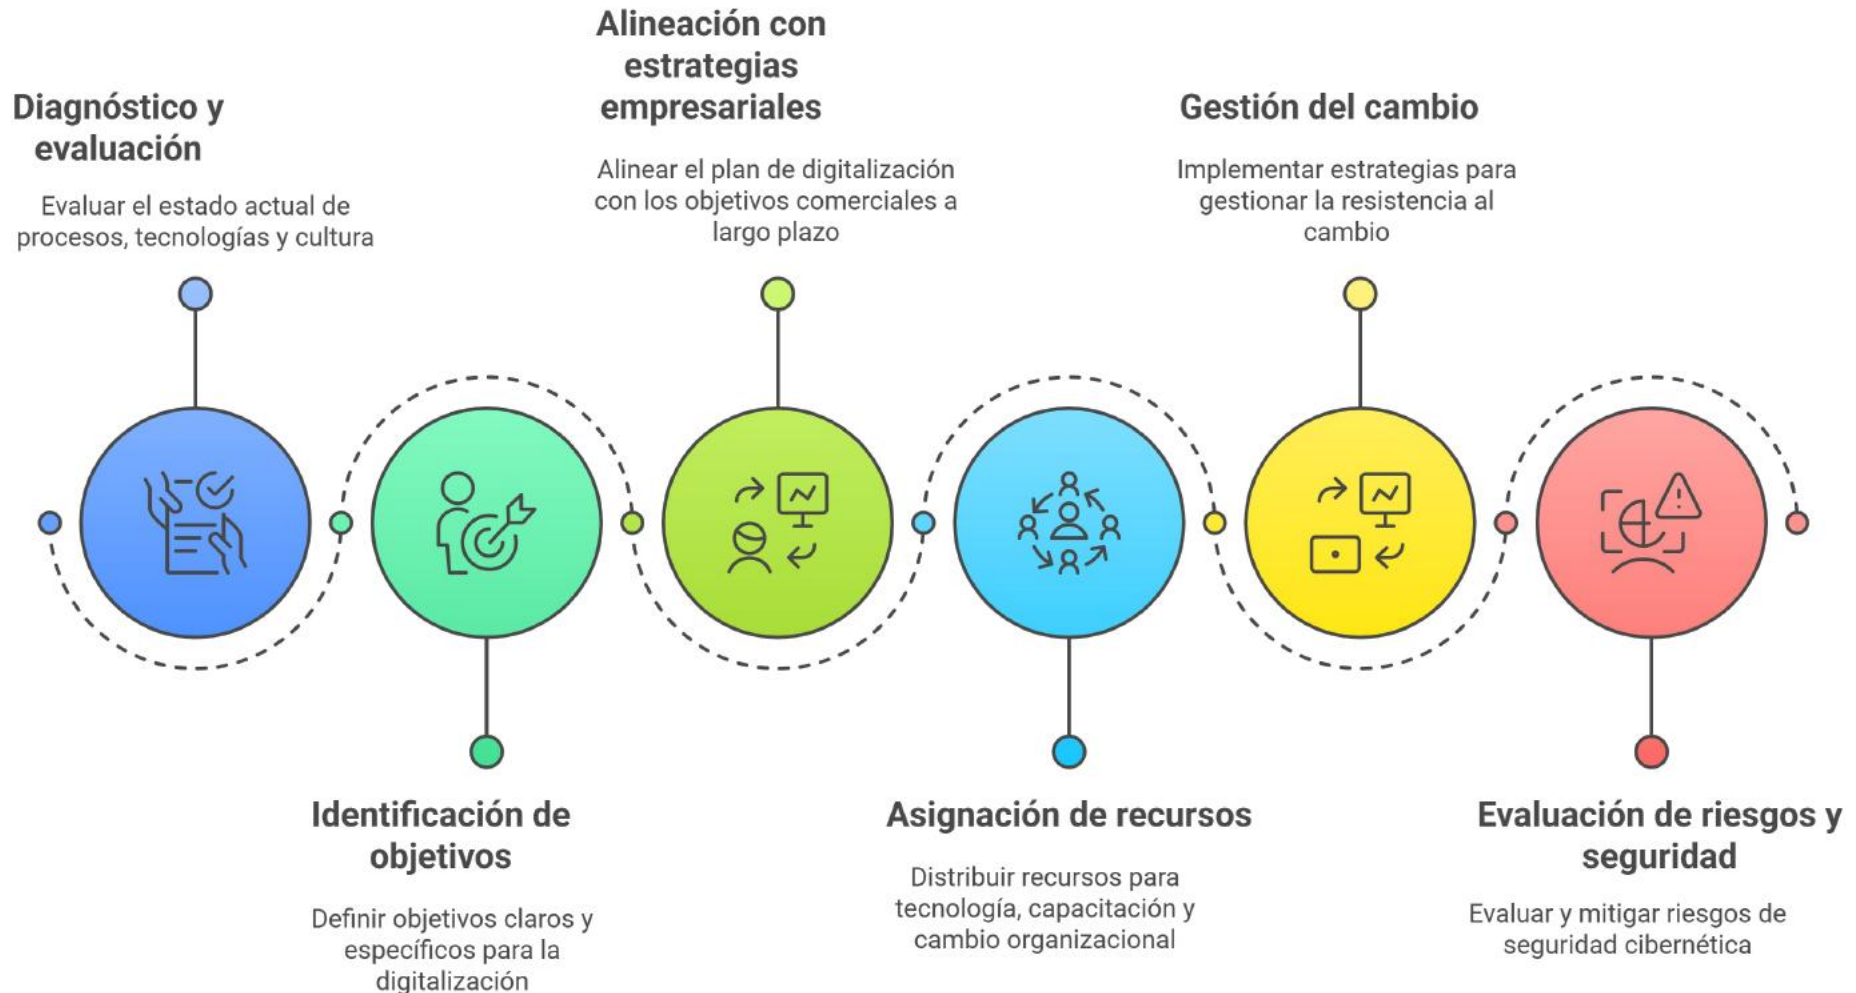 Diagnóstico y
evaluación
Evaluar el estado actual de
procesos, tecnologías y cultura
Identificación de
objetivos
Definir objetivos claros y
específicos para la
digitalización
Alineación con
estrategias
empresariales
Alinear el plan de digitalización
con los objetivos comerciales a
largo plazo
Asignación de recursos
Distribuir recursos para
tecnología, capacitación y
cambio organizacional
Gestión del cambio
Implementar estrategias para
gestionar la resistencia al
cambio
Evaluación de riesgos y
seguridad
Evaluar y mitigar riesgos de
seguridad cibernética